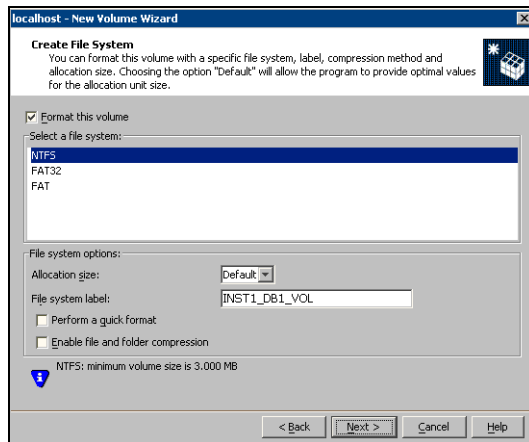 localhost - New Volume Wizard
Create File System
You can format this volume with a specific file system, label, compression method and
allocation size. Choosing the option "Default" will allow the program to provide optimal values
for the allocation unit size.
Format this volume
Select a file system:
NTFS
FAT32
FAT
File system options:
Allocation size:
Default
File system label:
INST1_DB1_VOL
Perform a quick format
Enable file and folder compression
NTFS: minimum volume size is 3.000 MB
< Back
Next >
Cancel
Help